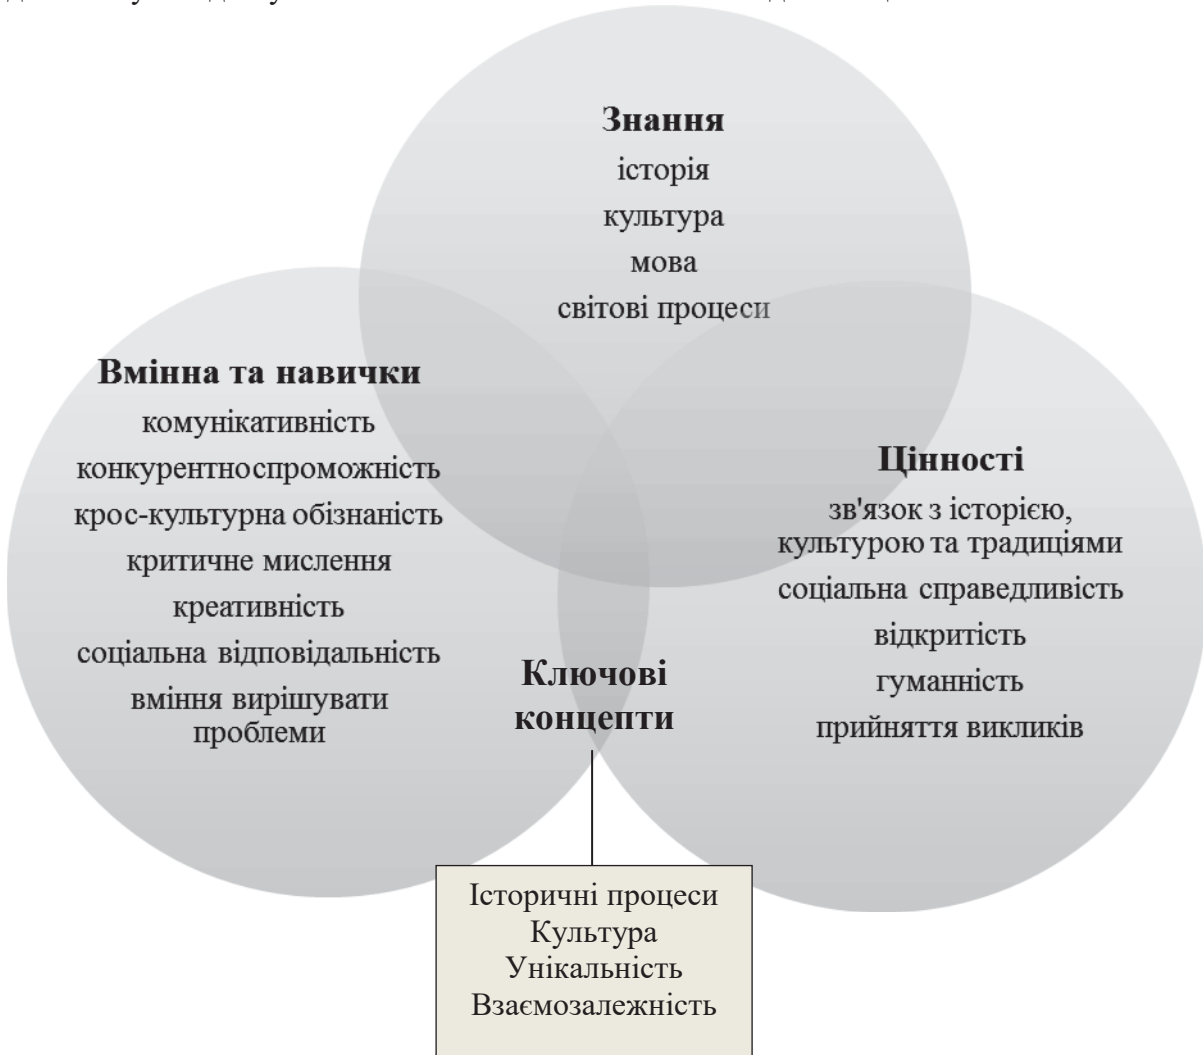 Знання
історія
культура
мова
світові процеси
Вмінна та навички
комунікативність
конкурентноспроможність
крос-культурна обізнаність
критичне мислення
креативність
соціальна відповідальність
вміння вирішувати
проблеми
Цінності
зв'язок з історією,
культурою та традиціями
соціальна справедливість
відкритість
гуманність
прийняття викликів
Ключові
концепти
Історичні процеси
Культура
Унікальність
Взаємозалежність